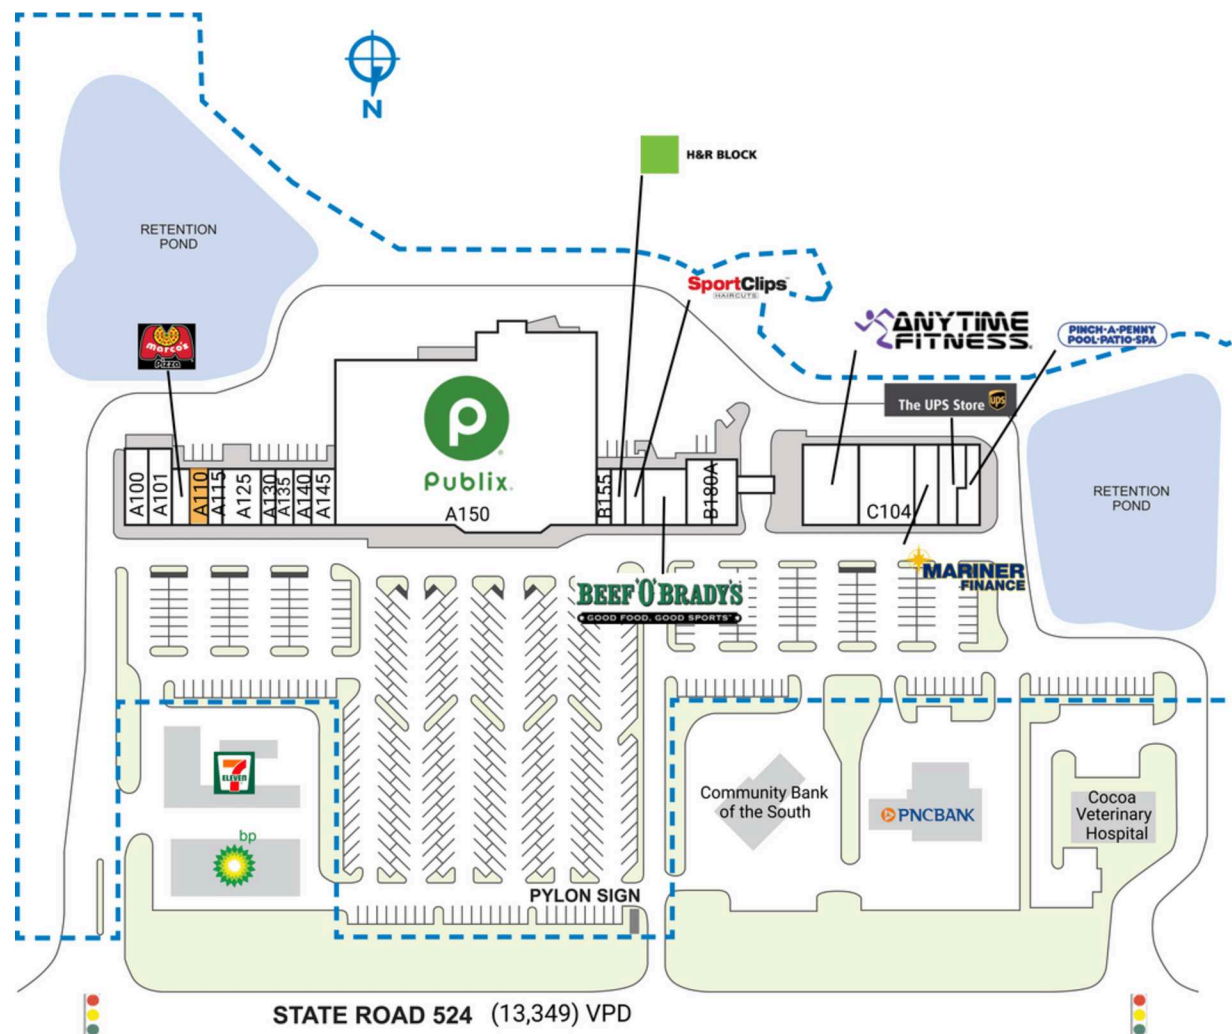 N
H&R BLOCK
RETENTION
POND
SportClips
HAIRCUTS
marco's
Pizza
ANYTIME
FITNESS
PINCH-A-PENNY
POOL·PATIO·SPA
The UPS Store
ups
P
Publix
A100
A101
A110
A115
A125
A130
A135
A140
A145
A150
B155
B180A
C104
RETENTION
POND
BEEF 'O' BRADY'S
GOOD FOOD, GOOD SPORTS
MARINER
FINANCE
7
ELEVEN
bp
Community Bank
of the South
PNCBANK
Cocoa
Veterinary
Hospital
PYLON SIGN
STATE ROAD 524 (13,349) VPD